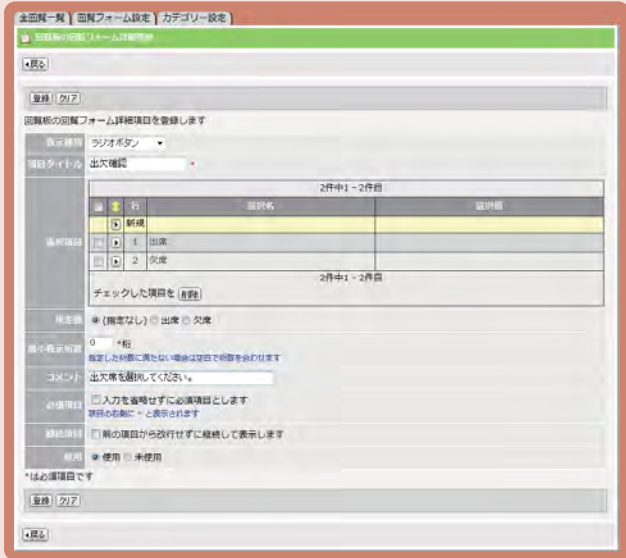 全回覧一覧 回覧フォーム設定 カテゴリー設定
回覧板の回覧フォーム詳細登録
戻る
登録 クリア
回覧板の回覧フォーム詳細項目を登録します
表示種別 ラジオボタン
項目タイトル 出欠確認 *
2件中1 - 2件目
行 選択名 選択値
新規
選択項目 1 出席
2 欠席
2件中1 - 2件目
チェックした項目を 削除
既定値 (指定なし) 出席 欠席
最小表示桁数 0 *桁
指定した桁数に満たない場合は空白で桁数を合わせます
コメント 出欠席を選択してください。
必須項目 入力を省略せずに必須項目とします
項目の右側に * と表示されます
継続項目 前の項目から改行せずに継続して表示します
使用 使用 未使用
*は必須項目です
登録 クリア
戻る